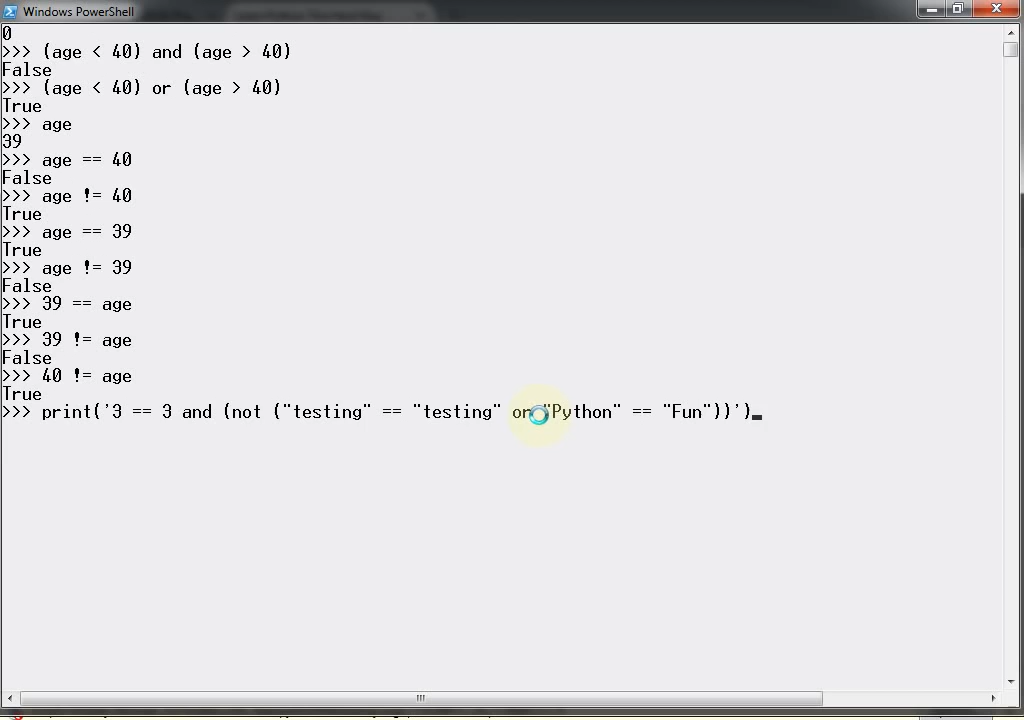 Windows PowerShell
0
>>> (age < 40) and (age > 40)
False
>>> (age < 40) or (age > 40)
True
>>> age
39
>>> age == 40
False
>>> age != 40
True
>>> age == 39
True
>>> age != 39
False
>>> 39 == age
True
>>> 39 != age
False
>>> 40 != age
True
>>> print('3 == 3 and (not ("testing" == "testing" or "Python" == "Fun"))')